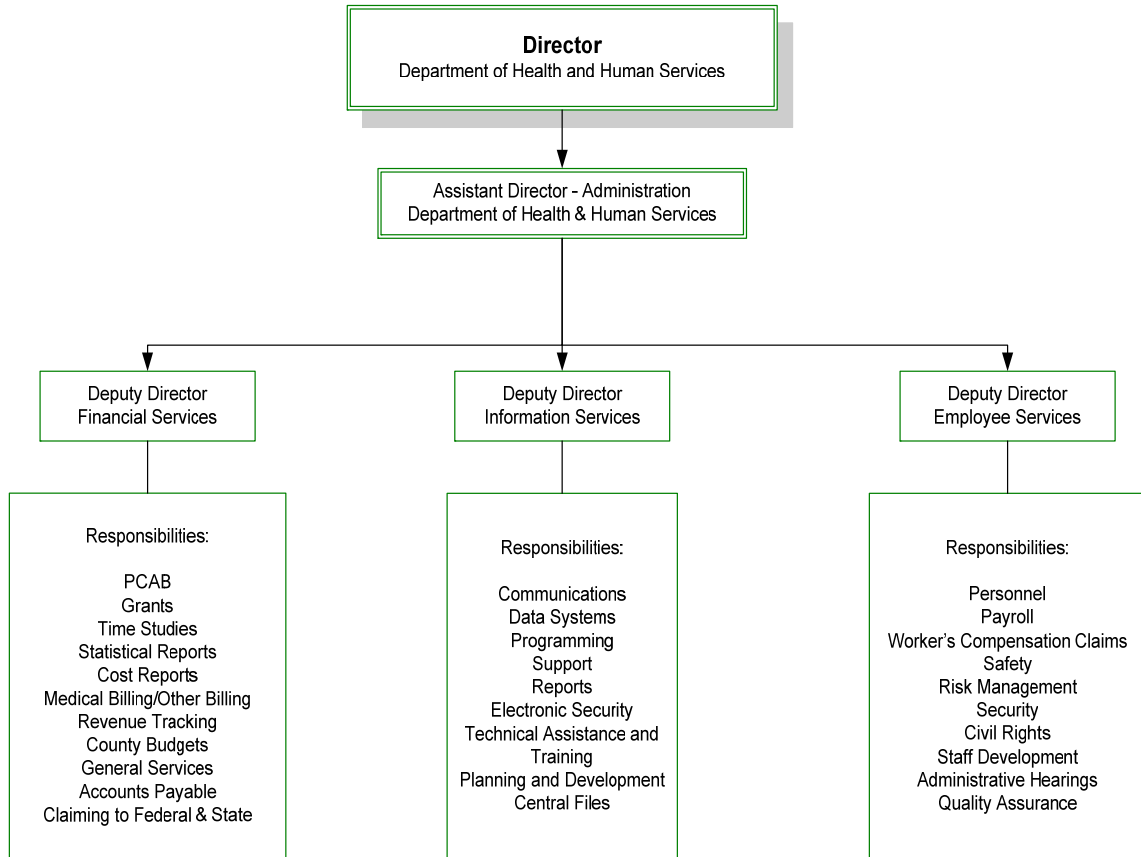 Director
Department of Health and Human Services
Assistant Director - Administration
Department of Health & Human Services
Deputy Director
Financial Services
Deputy Director
Information Services
Deputy Director
Employee Services
Responsibilities:
PCAB
Grants
Time Studies
Statistical Reports
Cost Reports
Medical Billing/Other Billing
Revenue Tracking
County Budgets
General Services
Accounts Payable
Claiming to Federal & State
Responsibilities:
Communications
Data Systems
Programming
Support
Reports
Electronic Security
Technical Assistance and
Training
Planning and Development
Central Files
Responsibilities:
Personnel
Payroll
Worker’s Compensation Claims
Safety
Risk Management
Security
Civil Rights
Staff Development
Administrative Hearings
Quality Assurance